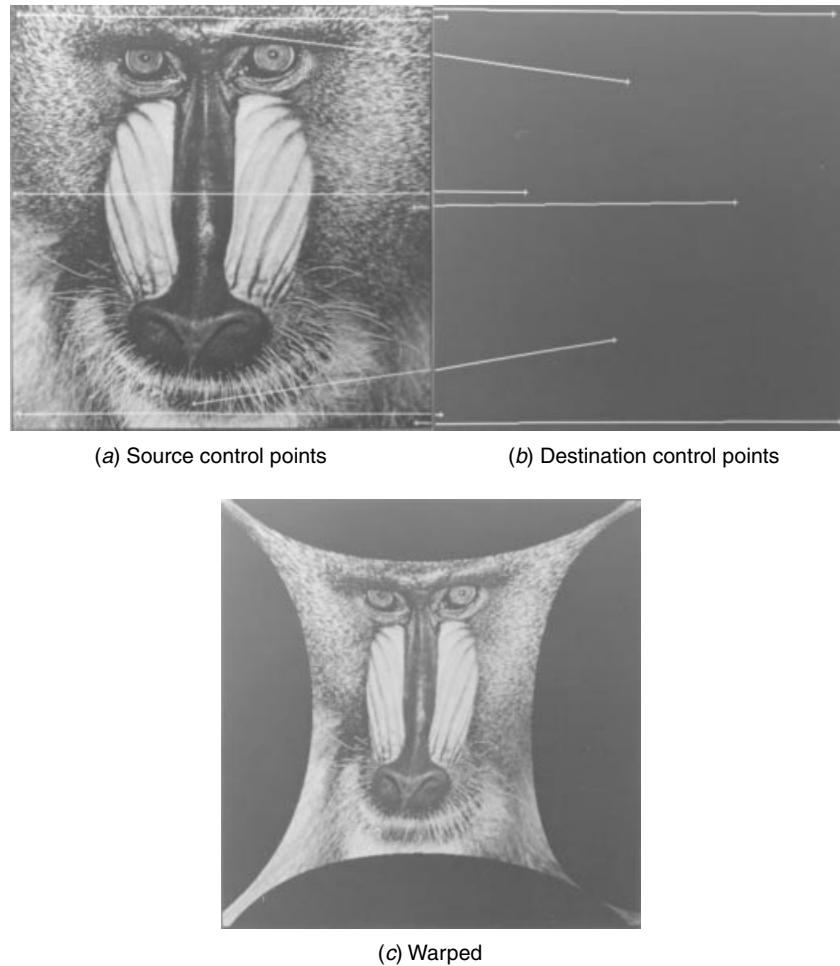 (a) Source control points
(b) Destination control points
(c) Warped